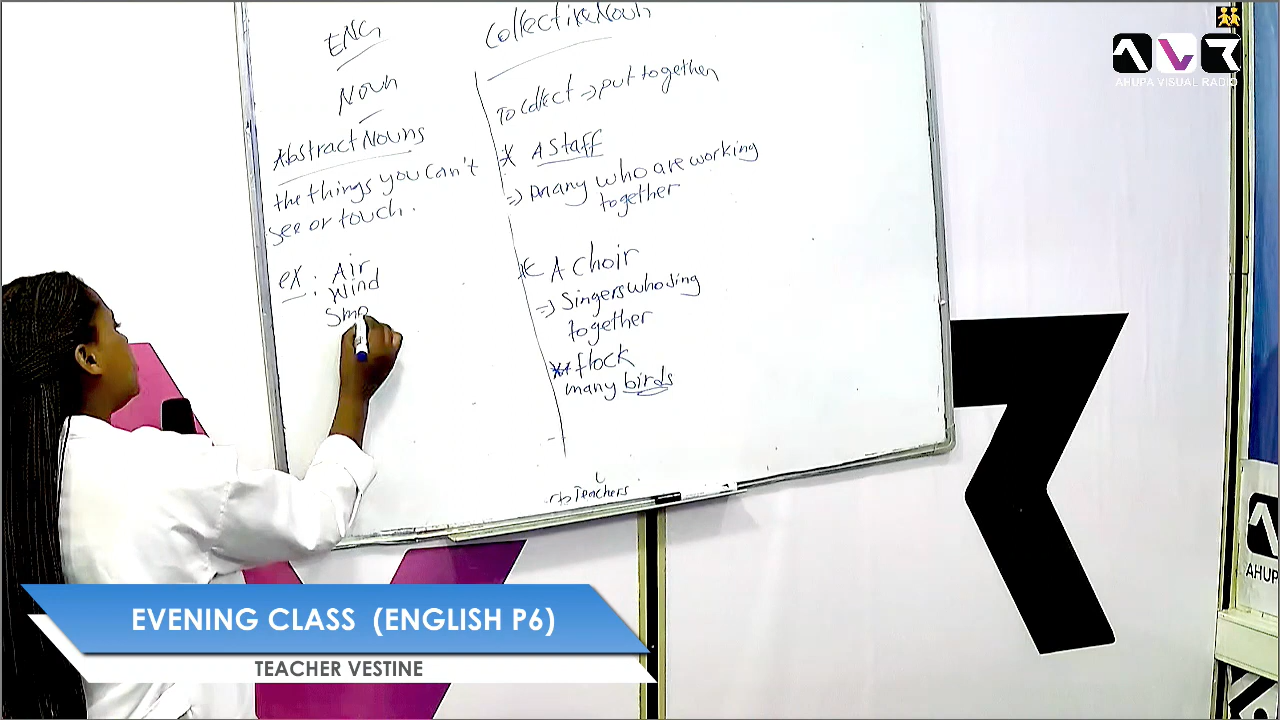 ENG
Noun
Abstract Nouns
the things you can't
see or touch.
ex : Air
Wind
Smo
Collective Noun
To collect => put together
* A Staff
=> many who are working
together
* A Choir
=> Singers who sing
together
* flock
many birds
Teachers
AHUPA VISUAL RADIO
AHUP
EVENING CLASS (ENGLISH P6)
TEACHER VESTINE